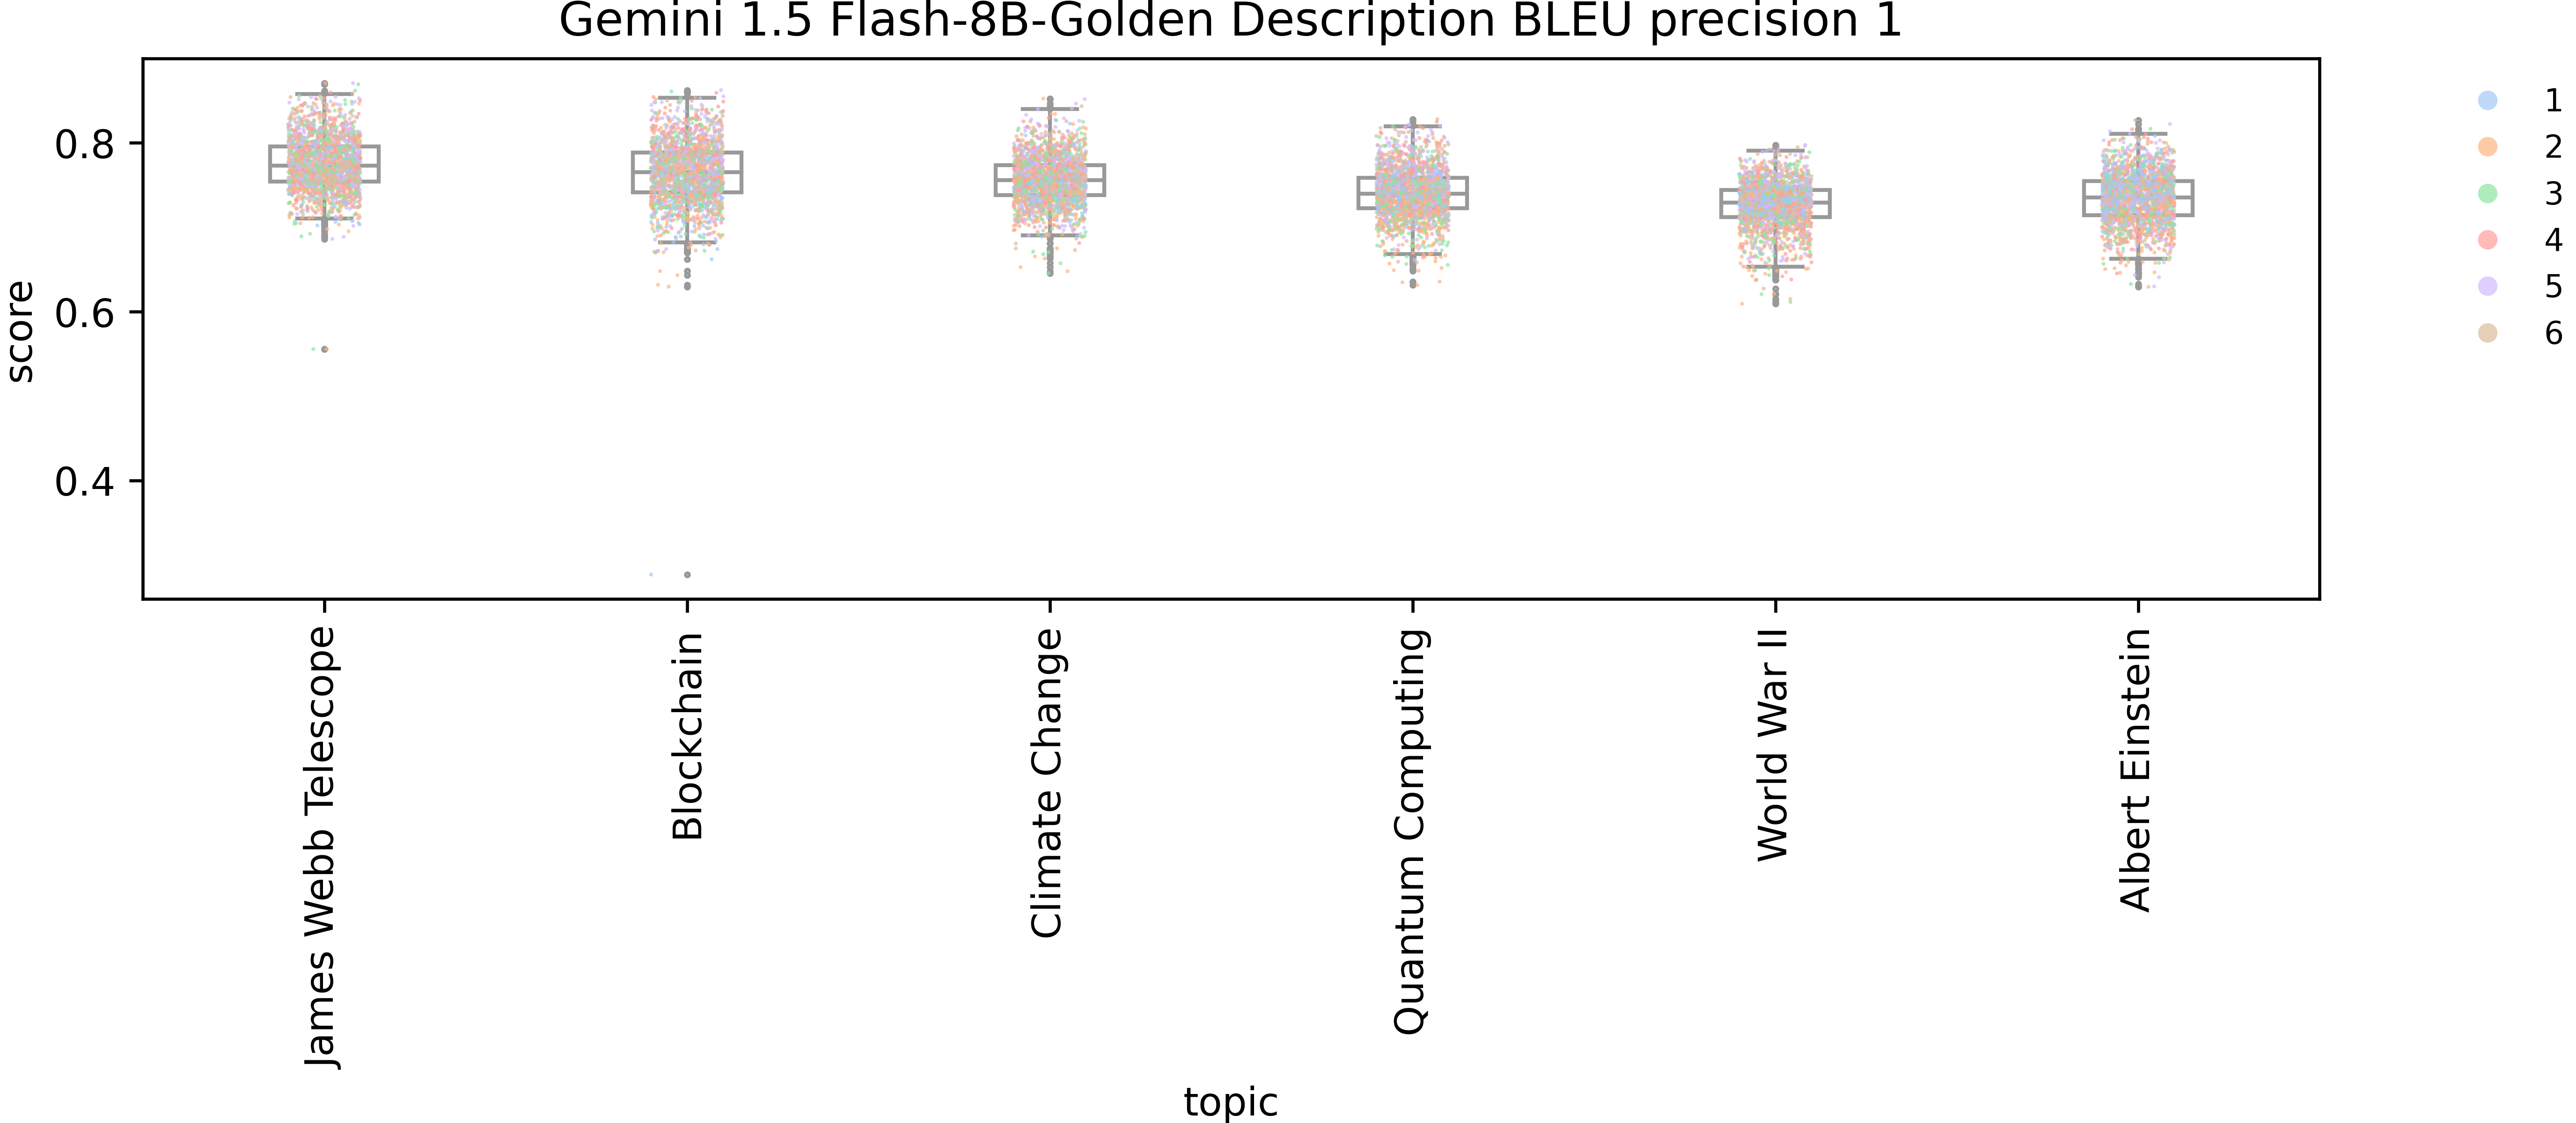 Gemini 1.5 Flash-8B-Golden Description BLEU precision 1
score
0.8
0.6
0.4
James Webb Telescope
Blockchain
Climate Change
Quantum Computing
World War II
Albert Einstein
topic
1
2
3
4
5
6